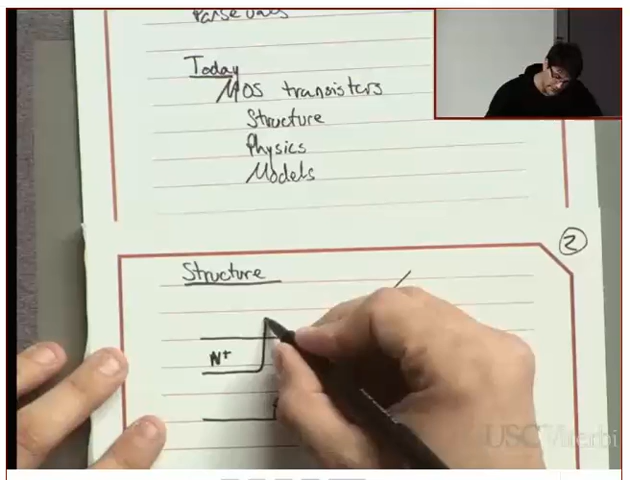 Today
MOS transistors
Structure
Physics
Models
2
Structure
N+
USC Viterbi